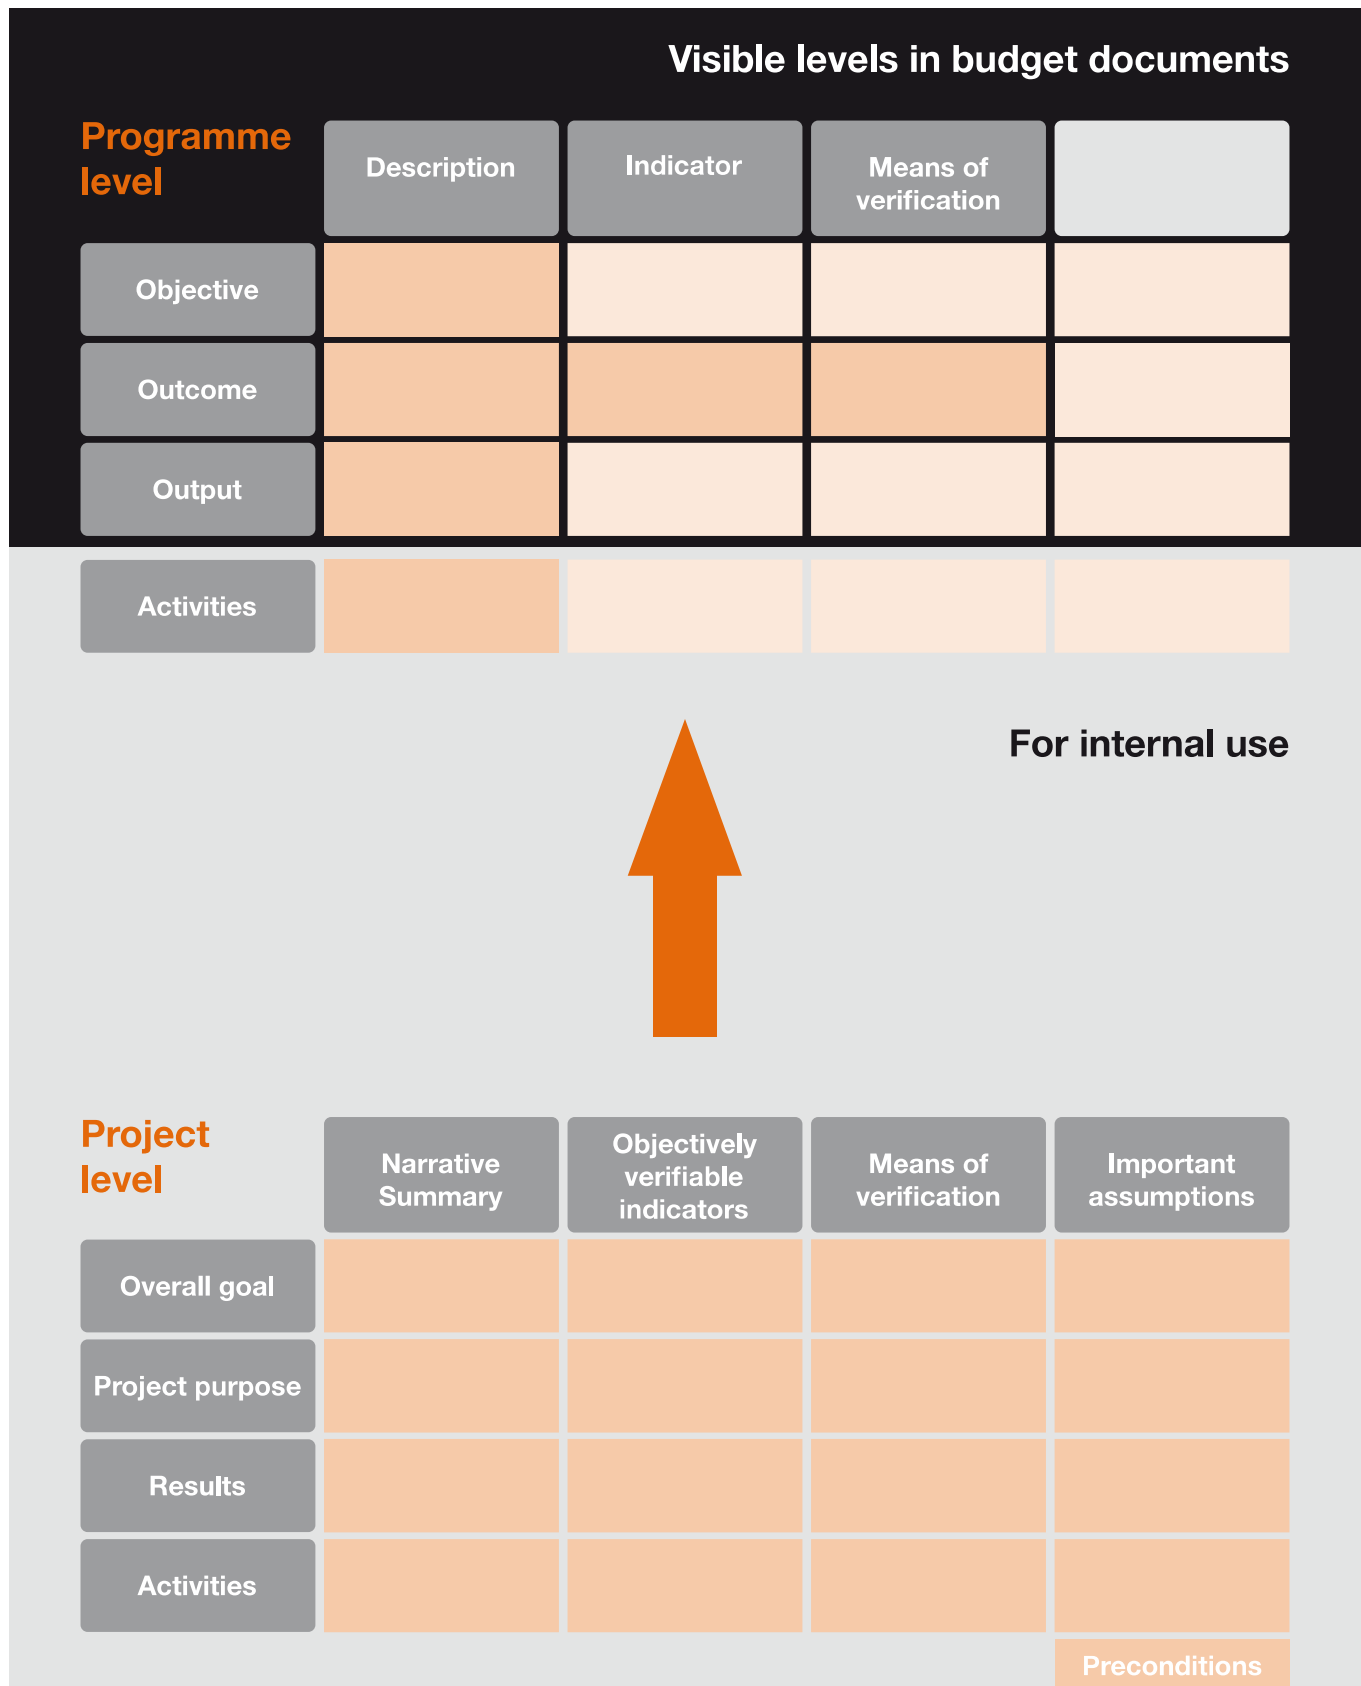 Visible levels in budget documents
Programme
level
Description
Indicator
Means of
verification
Objective
Outcome
Output
Activities
For internal use
Project
level
Narrative
Summary
Objectively
verifiable
indicators
Means of
verification
Important
assumptions
Overall goal
Project purpose
Results
Activities
Preconditions